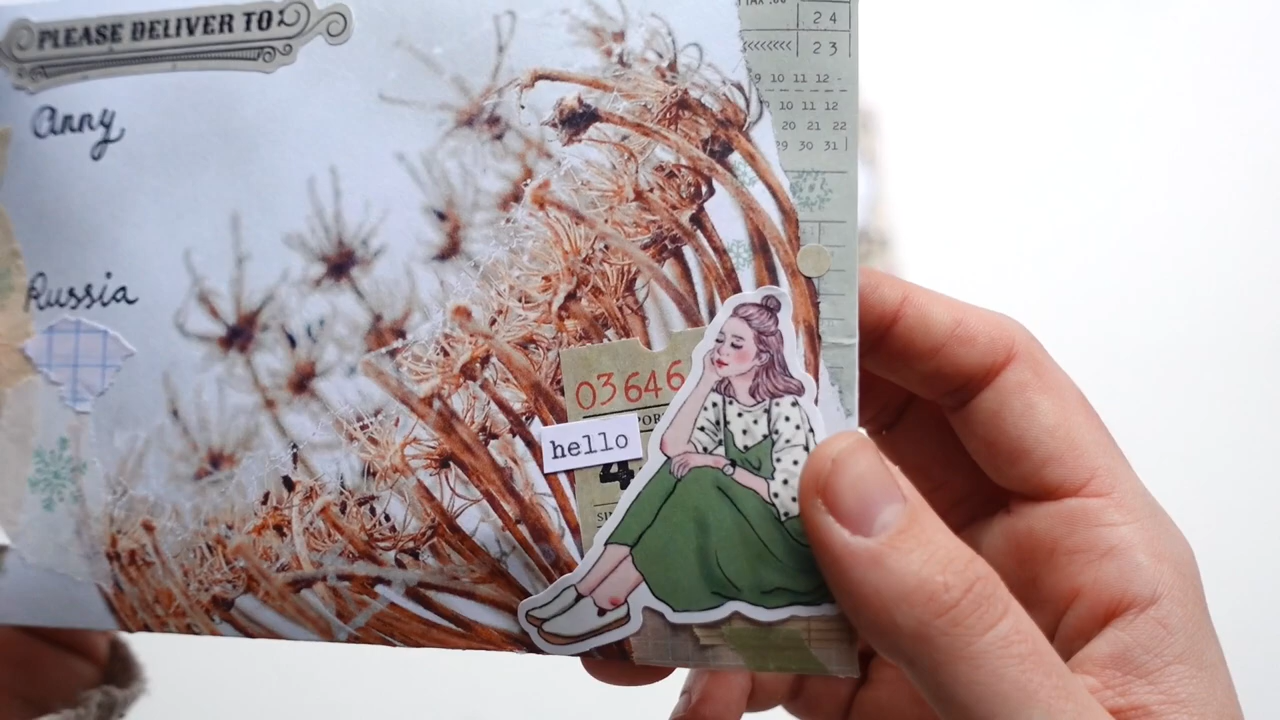 PLEASE DELIVER TO:
Anny
Russia
24
<<<<<<< 23
9 10 11 12 -
10 11 12
20 21 22
29 30 31
03646
hello
4